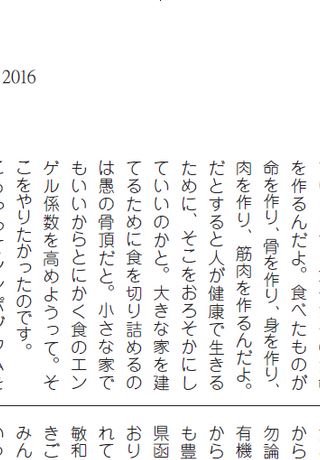 2016
を作るんだよ。食べたものが
命を作り、骨を作り、身を作り、
肉を作り、筋肉を作るんだよ。
だとすると人が健康で生きる
ために、そこをおろそかにし
ていいのかと。大きな家を建
てるために食を切り詰めるの
は愚の骨頂だと。小さな家で
もいいからとにかく食のエン
ゲル係数を高めようって。そ
こをやりたかったのです。
から
勿論
有機
から
も豊
県函
おり
れて
敏和
きご
みん